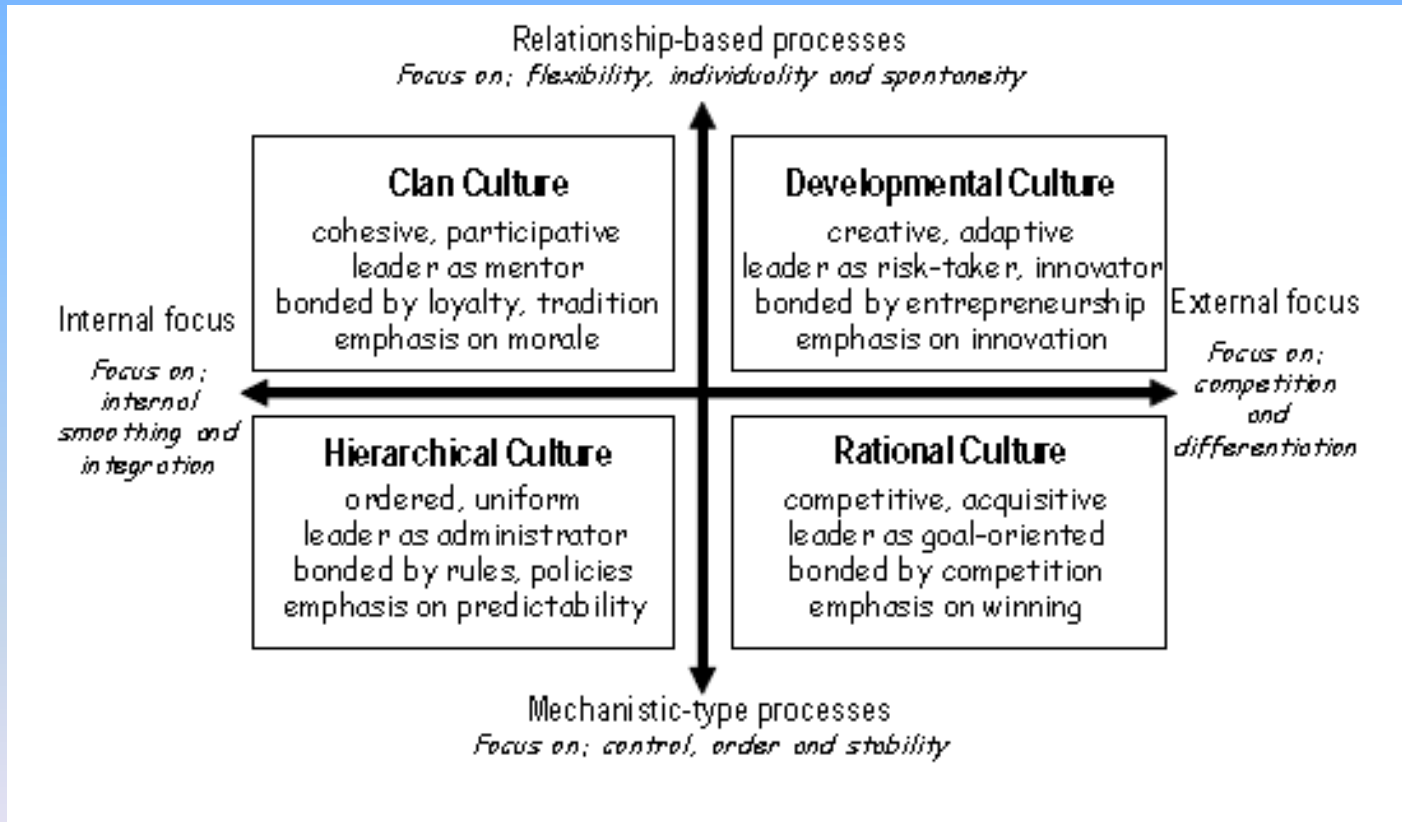 Relationship-based processes
Focus on; flexibility, individuality and spontaneity
Clan Culture
cohesive, participative
leader as mentor
bonded by loyalty, tradition
emphasis on morale
Developmental Culture
creative, adaptive
leader as risk-taker, innovator
bonded by entrepreneurship
emphasis on innovation
Internal focus
Focus on;
internal
smoothing and
integration
External focus
Focus on;
competition
and
differentiation
Hierarchical Culture
ordered, uniform
leader as administrator
bonded by rules, policies
emphasis on predictability
Rational Culture
competitive, acquisitive
leader as goal-oriented
bonded by competition
emphasis on winning
Mechanistic-type processes
Focus on; control, order and stability